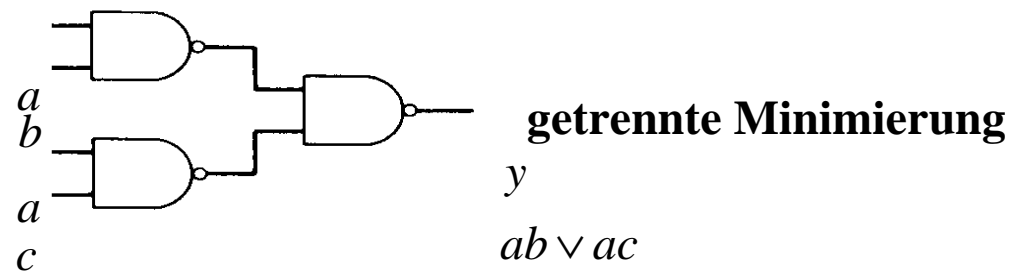 a
b
getrennte Minimierung
y
a
c
ab ∨ ac